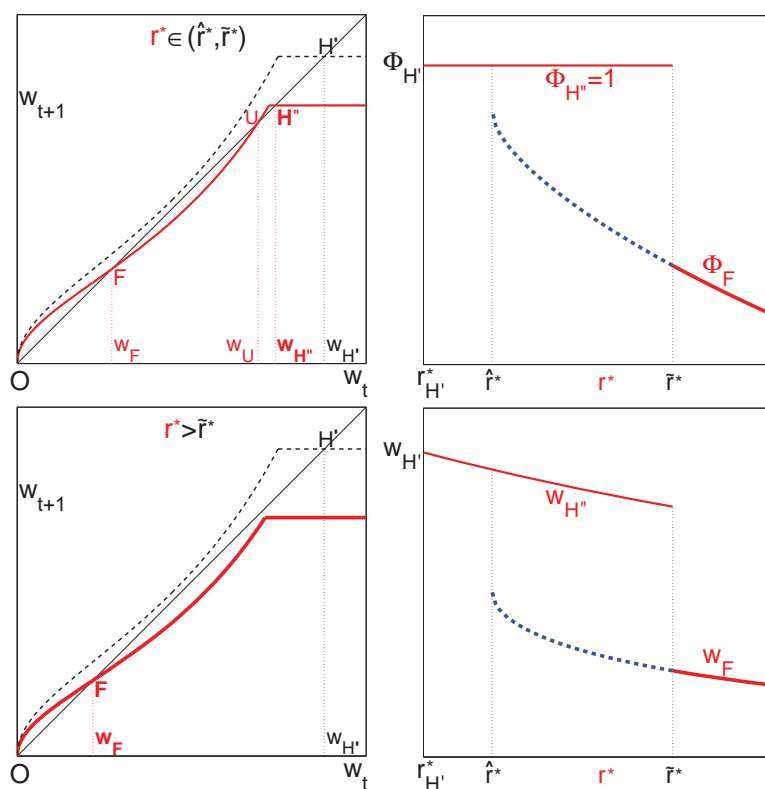 r* ∈ (r̂*, r̃*)
H'
w_{t+1}
U
H"
F
w_F
w_U
w_{H"}
w_{H'}
O
w_t
Φ_{H'}
Φ_{H"}=1
Φ_F
r*_{H'}
r̂*
r*
r̃*
r*>r̃*
H'
w_{t+1}
F
w_F
w_{H'}
O
w_t
w_{H'}
w_{H"}
w_F
r*_{H'}
r̂*
r*
r̃*